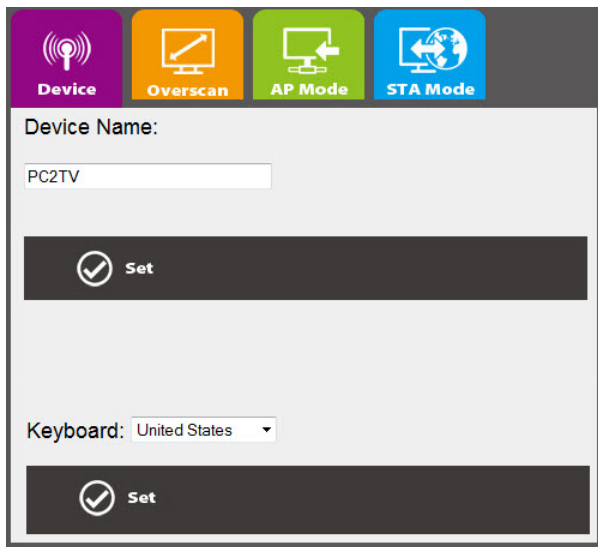 Device Overscan AP Mode STA Mode
Device Name:
PC2TV
Set
Keyboard: United States
Set